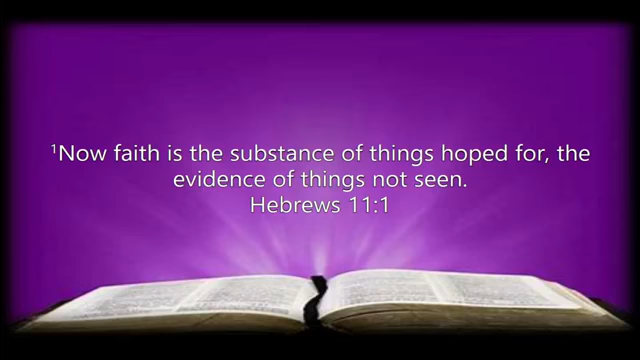 ¹Now faith is the substance of things hoped for, the
evidence of things not seen.
Hebrews 11:1